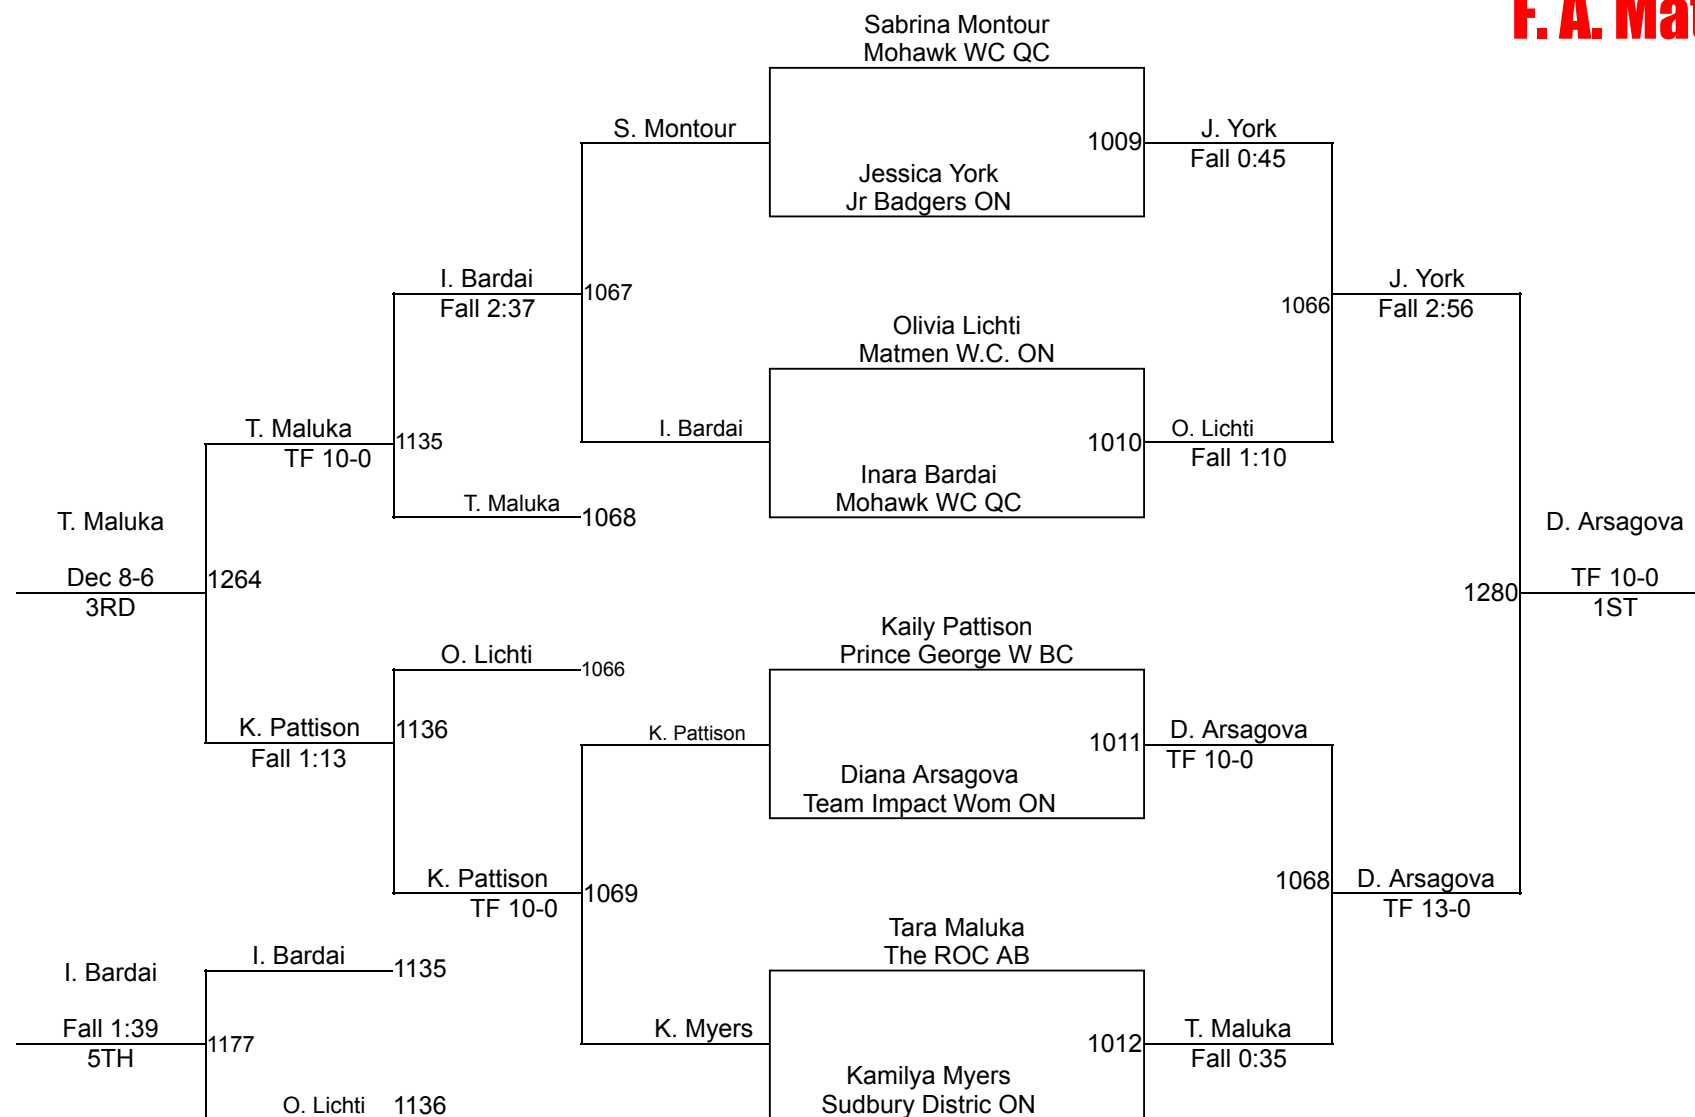 F. A. Mat
Sabrina Montour
Mohawk WC QC
S. Montour
1009
J. York
Fall 0:45
Jessica York
Jr Badgers ON
I. Bardai
Fall 2:37
1067
1066
J. York
Fall 2:56
Olivia Lichti
Matmen W.C. ON
T. Maluka
TF 10-0
1135
I. Bardai
1010
O. Lichti
Fall 1:10
Inara Bardai
Mohawk WC QC
T. Maluka
1068
T. Maluka
Dec 8-6
3RD
1264
D. Arsagova
1280
TF 10-0
1ST
Kaily Pattison
Prince George W BC
O. Lichti
1066
K. Pattison
Fall 1:13
1136
K. Pattison
1011
D. Arsagova
TF 10-0
Diana Arsagova
Team Impact Wom ON
K. Pattison
TF 10-0
1069
1068
D. Arsagova
TF 13-0
Tara Maluka
The ROC AB
I. Bardai
1135
I. Bardai
Fall 1:39
5TH
1177
K. Myers
1012
T. Maluka
Fall 0:35
Kamilya Myers
Sudbury Distric ON
O. Lichti
1136